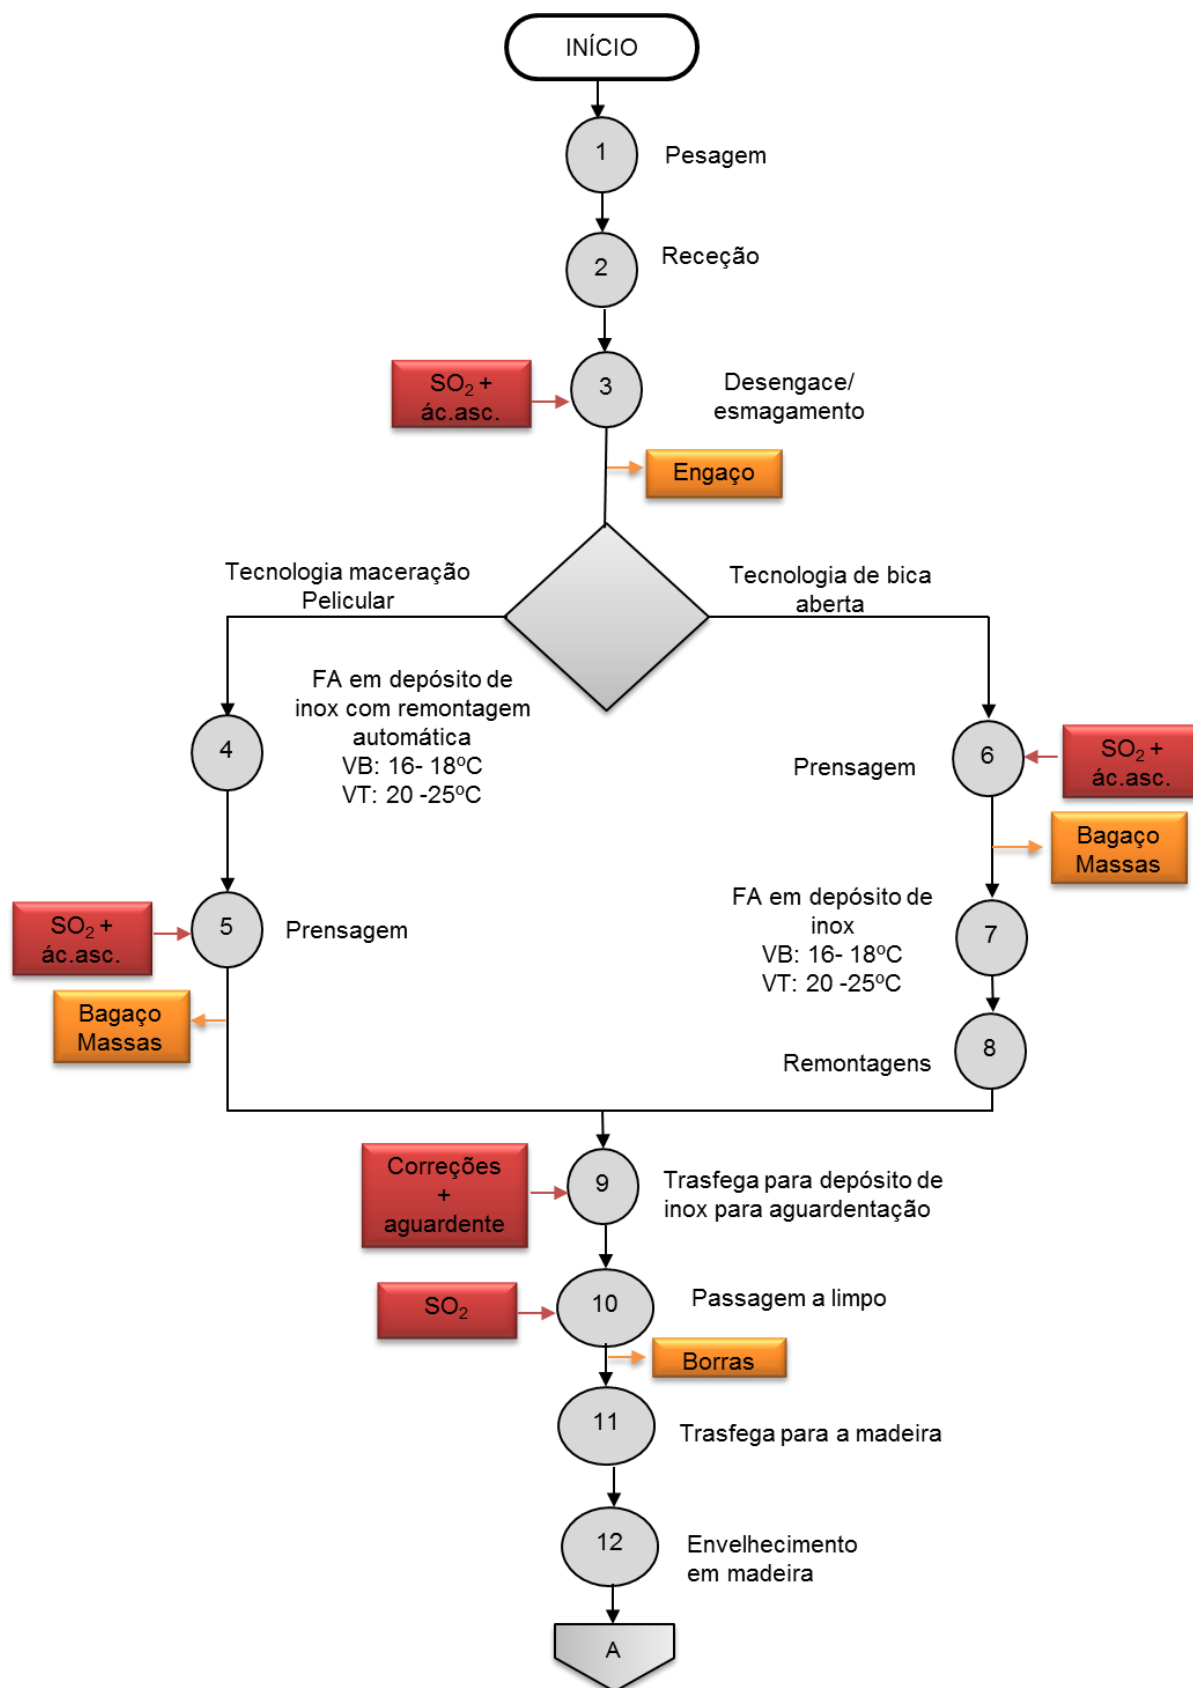 INÍCIO
1
Pesagem
2
Receção
SO₂ +
ác.asc.
3
Desengace/
esmagamento
Engaço
Tecnologia maceração
Pelicular
Tecnologia de bica
aberta
FA em depósito de
inox com remontagem
automática
VB: 16- 18ºC
VT: 20 -25ºC
4
Prensagem
6
SO₂ +
ác.asc.
Bagaço
Massas
SO₂ +
ác.asc.
5
Prensagem
FA em depósito de
inox
VB: 16- 18ºC
VT: 20 -25ºC
7
Bagaço
Massas
Remontagens
8
Correções
+
aguardente
9
Trasfega para depósito de
inox para aguardentação
SO₂
10
Passagem a limpo
Borras
11
Trasfega para a madeira
12
Envelhecimento
em madeira
A